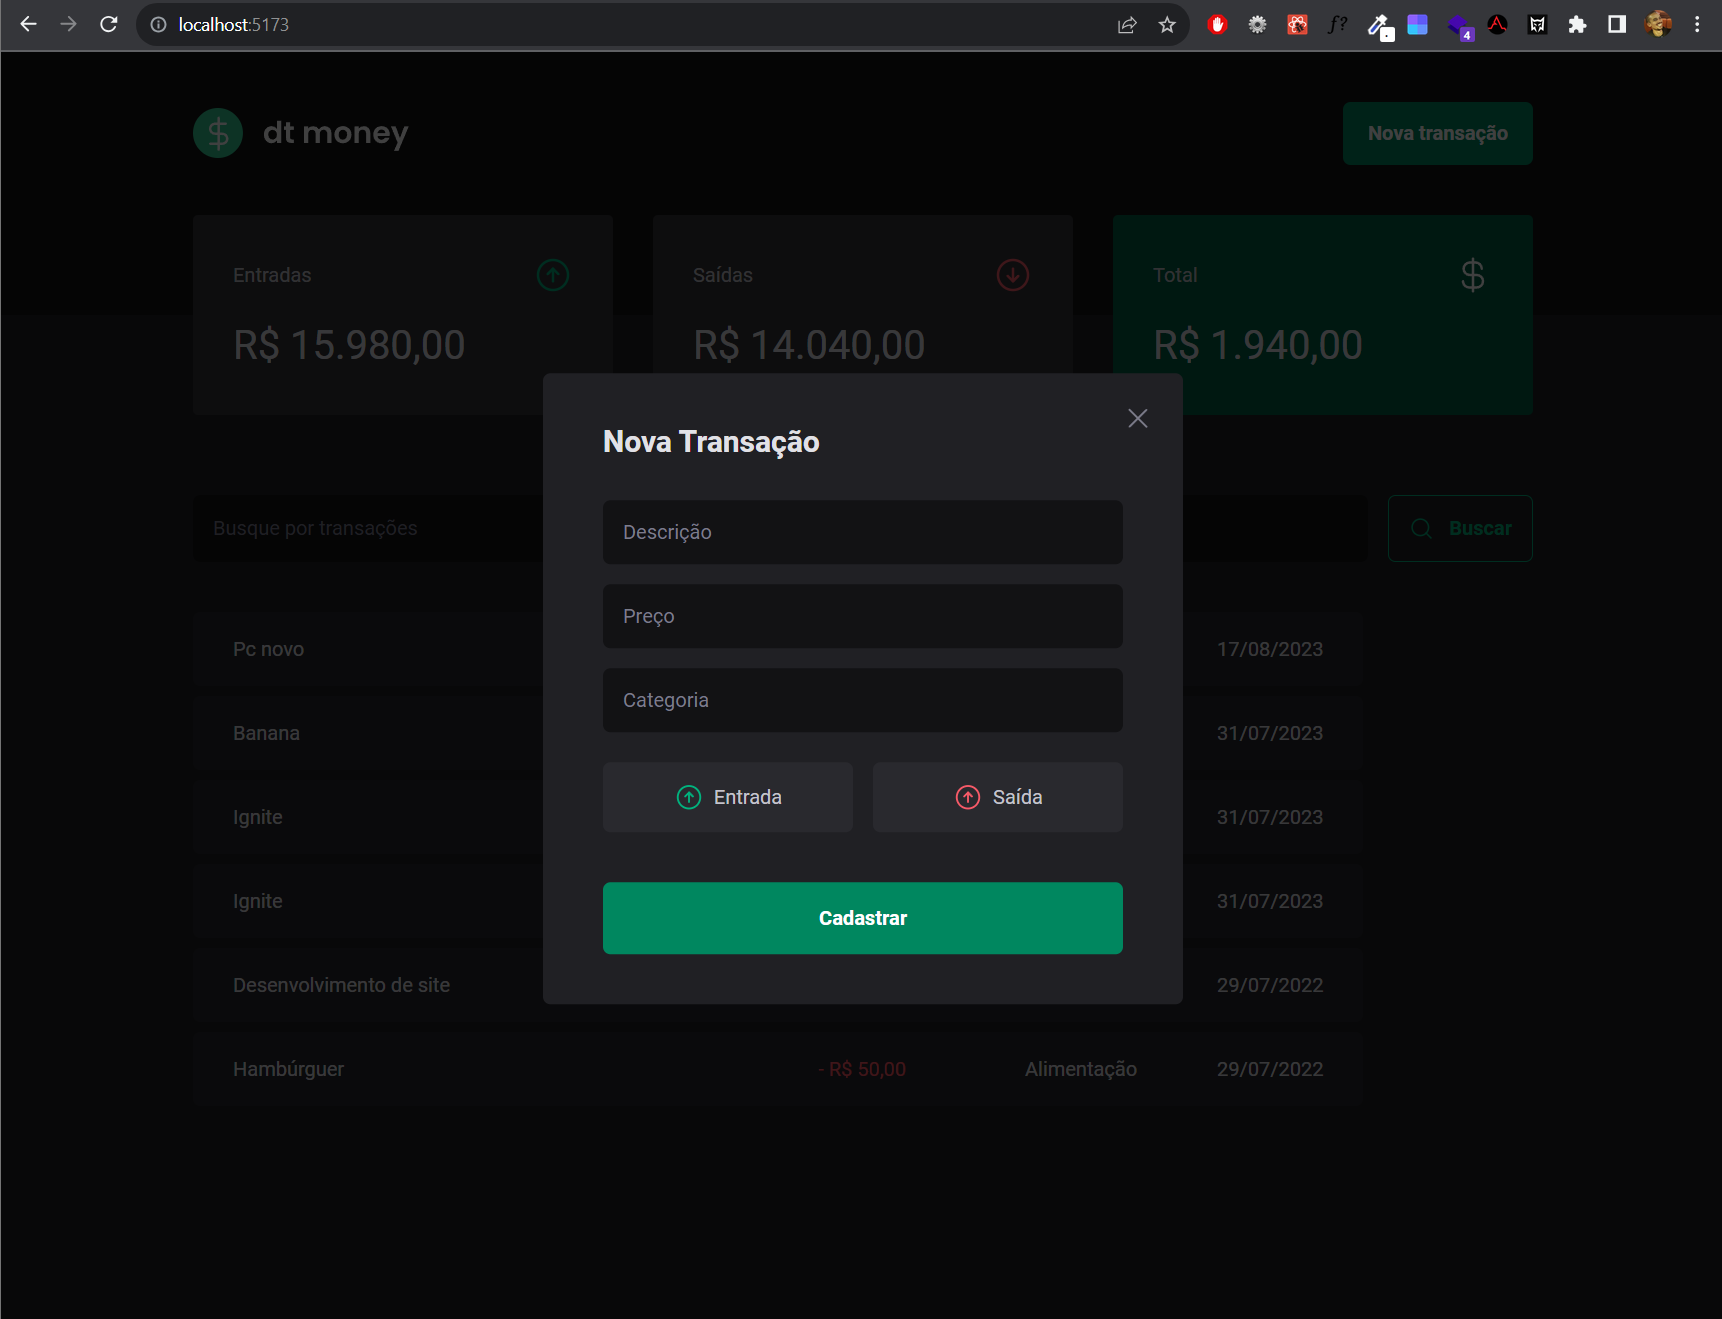 localhost:5173
4
$ dt money
Nova transação
Entradas
Saídas
Total
$
R$ 15.980,00
R$ 14.040,00
R$ 1.940,00
Nova Transação
Busque por transações
Buscar
Descrição
Preço
Categoria
Entrada
Saída
Cadastrar
Pc novo
17/08/2023
Banana
31/07/2023
Ignite
31/07/2023
Ignite
31/07/2023
Desenvolvimento de site
29/07/2022
Hambúrguer
- R$ 50,00
Alimentação
29/07/2022